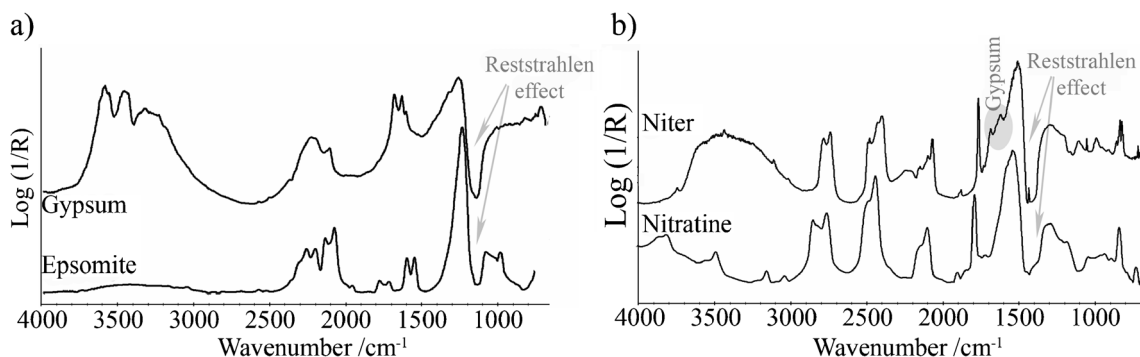 a)
Log (1/R)
Reststrahlen
effect
Gypsum
Epsomite
4000 3500 3000 2500 2000 1500 1000
Wavenumber /cm-1
b)
Log (1/R)
Gypsum
Reststrahlen
effect
Niter
Nitratine
4000 3500 3000 2500 2000 1500 1000
Wavenumber /cm-1